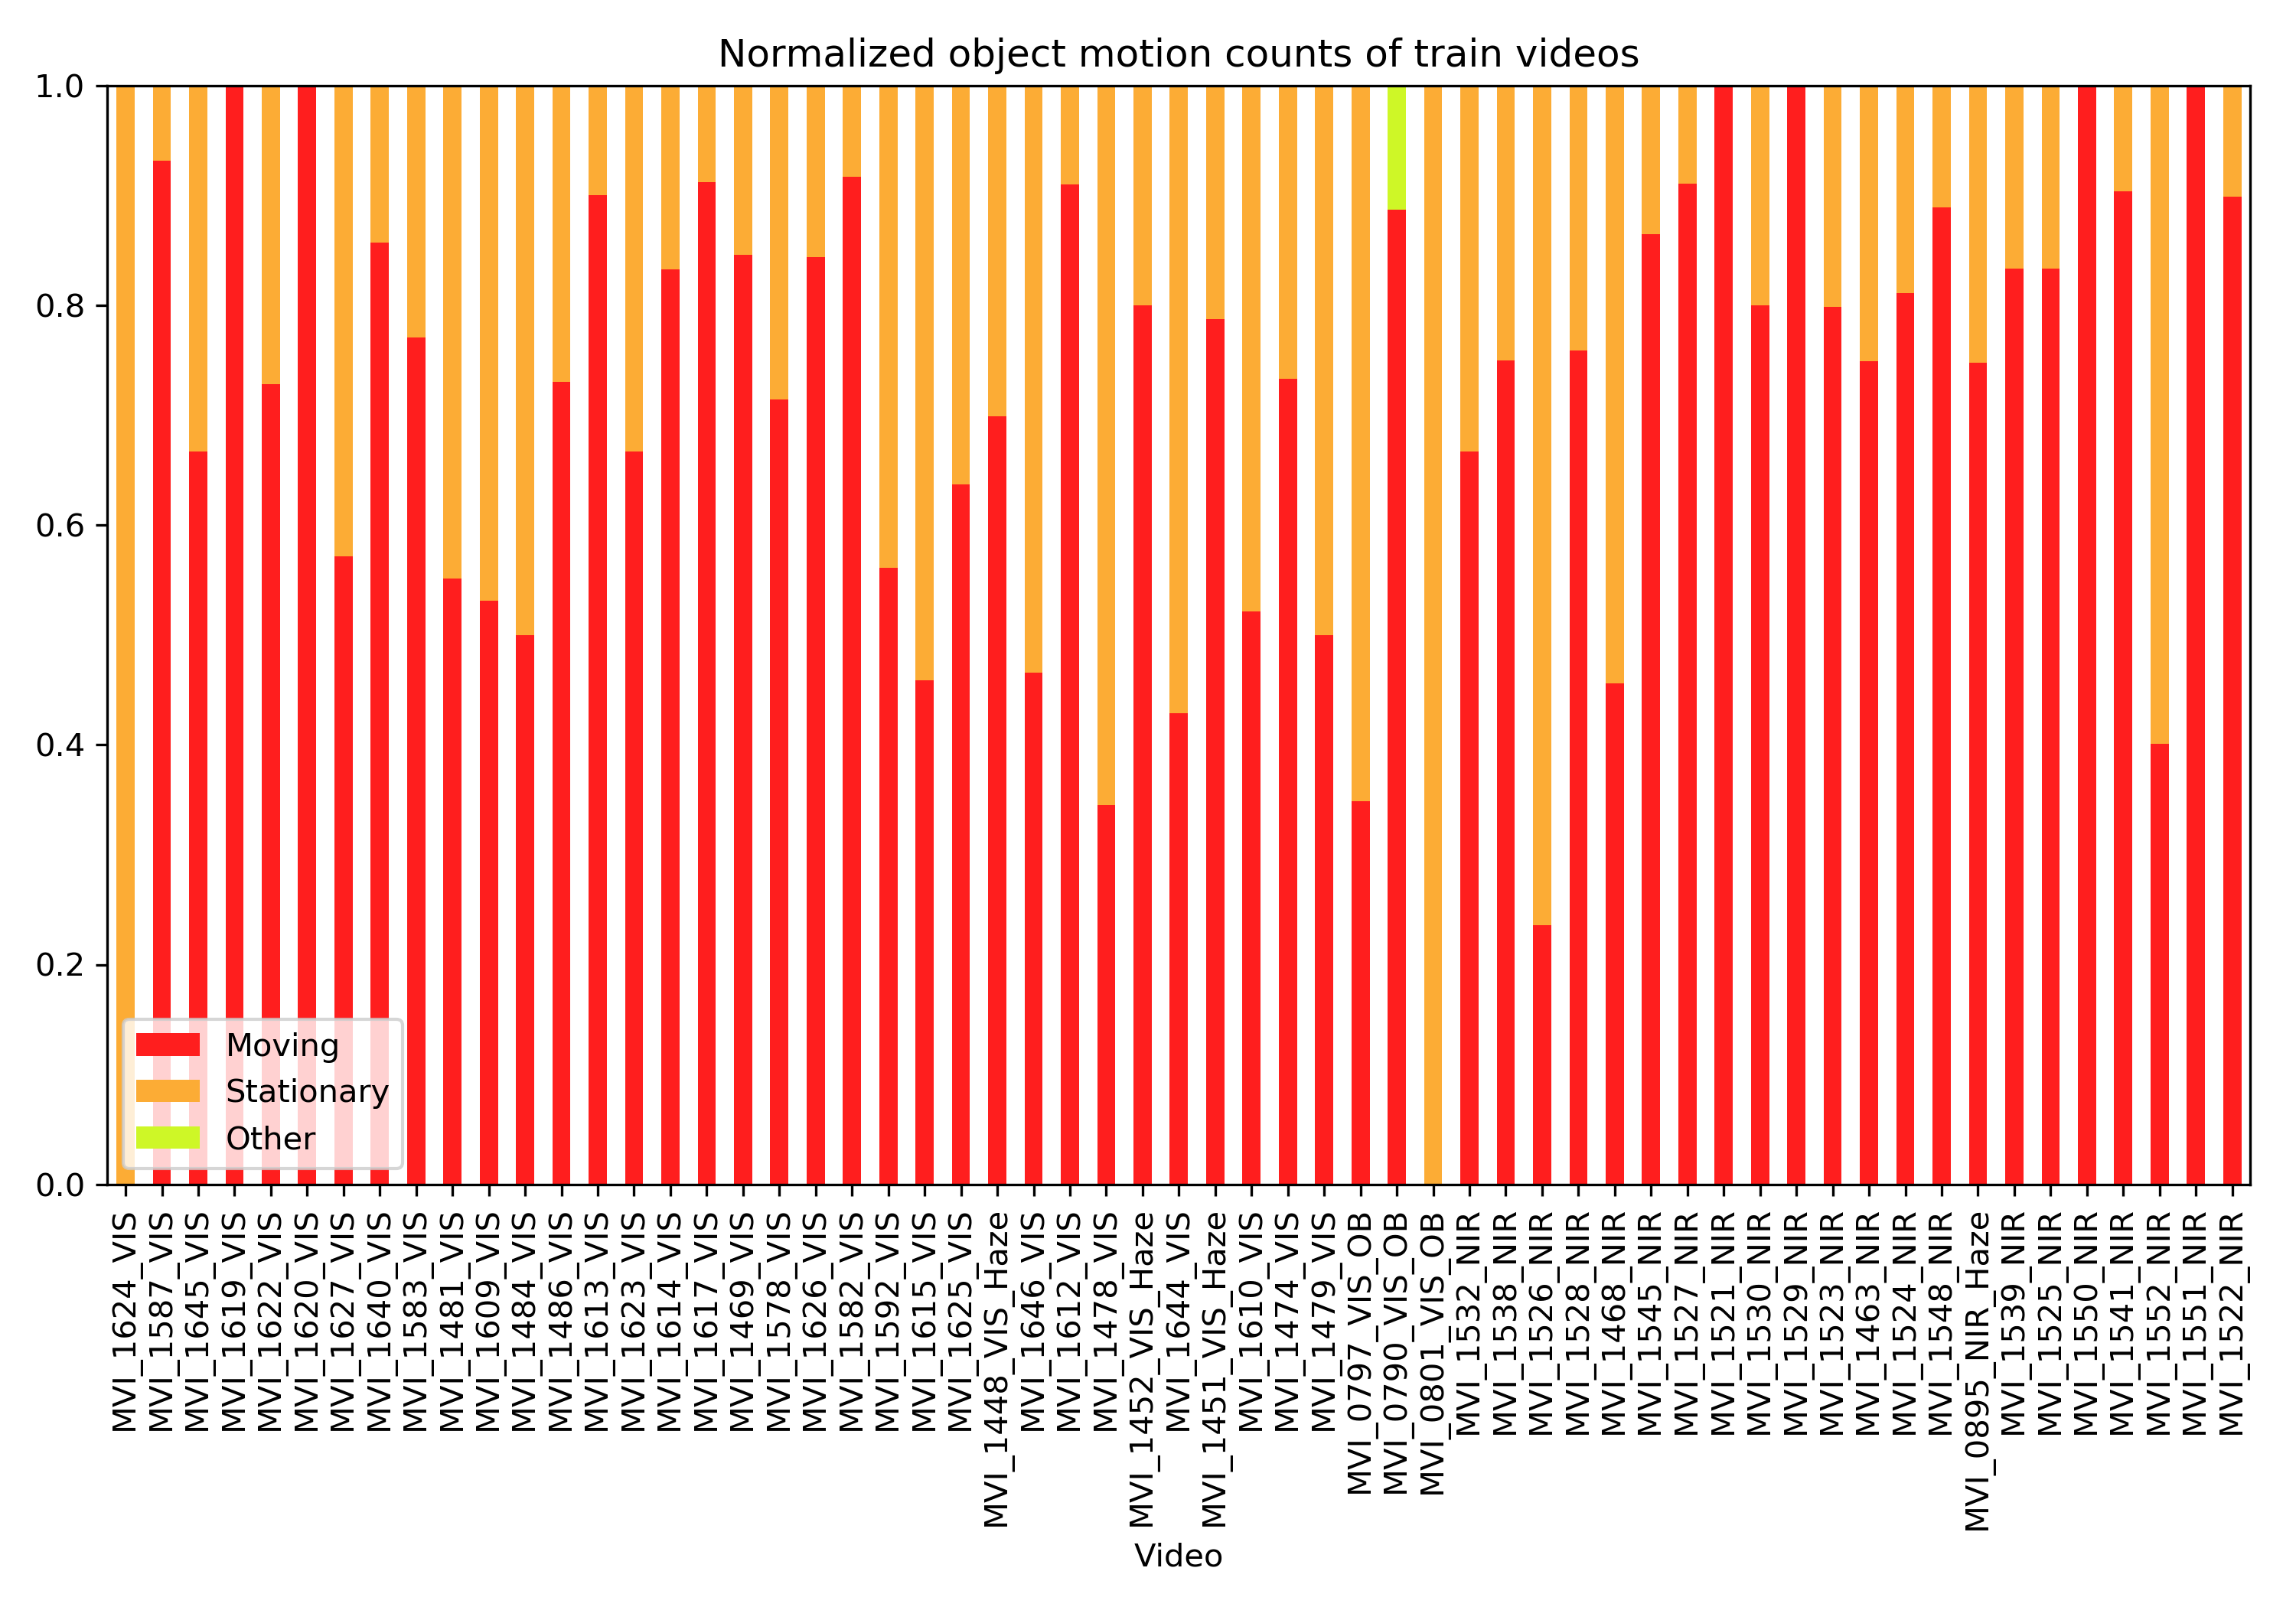 Normalized object motion counts of train videos
1.0
0.8
0.6
0.4
0.2
0.0
Moving
Stationary
Other
MVI_1624_VIS
MVI_1587_VIS
MVI_1645_VIS
MVI_1619_VIS
MVI_1622_VIS
MVI_1620_VIS
MVI_1627_VIS
MVI_1640_VIS
MVI_1583_VIS
MVI_1481_VIS
MVI_1609_VIS
MVI_1484_VIS
MVI_1486_VIS
MVI_1613_VIS
MVI_1623_VIS
MVI_1614_VIS
MVI_1617_VIS
MVI_1469_VIS
MVI_1578_VIS
MVI_1626_VIS
MVI_1582_VIS
MVI_1592_VIS
MVI_1615_VIS
MVI_1625_VIS
MVI_1448_VIS_Haze
MVI_1646_VIS
MVI_1612_VIS
MVI_1478_VIS
MVI_1452_VIS_Haze
MVI_1644_VIS
MVI_1451_VIS_Haze
MVI_1610_VIS
MVI_1474_VIS
MVI_1479_VIS
MVI_0797_VIS_OB
MVI_0790_VIS_OB
MVI_0801_VIS_OB
MVI_1532_NIR
MVI_1538_NIR
MVI_1526_NIR
MVI_1528_NIR
MVI_1468_NIR
MVI_1545_NIR
MVI_1527_NIR
MVI_1521_NIR
MVI_1530_NIR
MVI_1529_NIR
MVI_1523_NIR
MVI_1463_NIR
MVI_1524_NIR
MVI_1548_NIR
MVI_0895_NIR_Haze
MVI_1539_NIR
MVI_1525_NIR
MVI_1550_NIR
MVI_1541_NIR
MVI_1552_NIR
MVI_1551_NIR
MVI_1522_NIR
Video